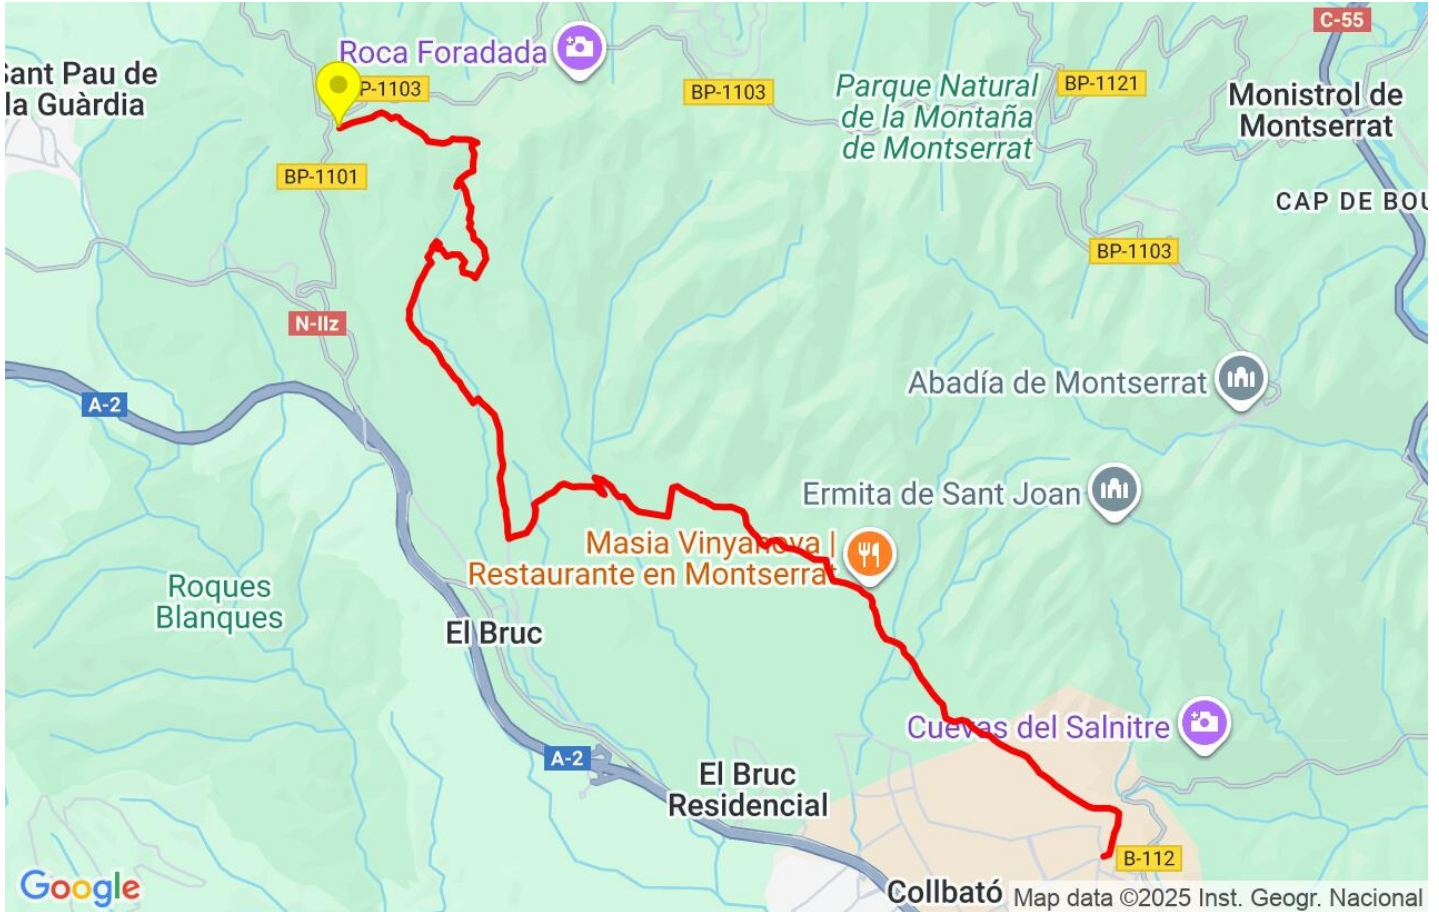 C-55
Roca Foradada
Sant Pau de
la Guàrdia
P-1103
BP-1103
Parque Natural
de la Montaña
de Montserrat
BP-1121
Monistrol de
Montserrat
BP-1101
CAP DE BOU
BP-1103
N-IIz
A-2
Abadía de Montserrat
Ermita de Sant Joan
Masia Vinyanova |
Restaurante en Montserrat
Roques
Blanques
El Bruc
Cuevas del Salnitre
A-2
El Bruc
Residencial
B-112
Collbató
Google
Map data ©2025 Inst. Geogr. Nacional